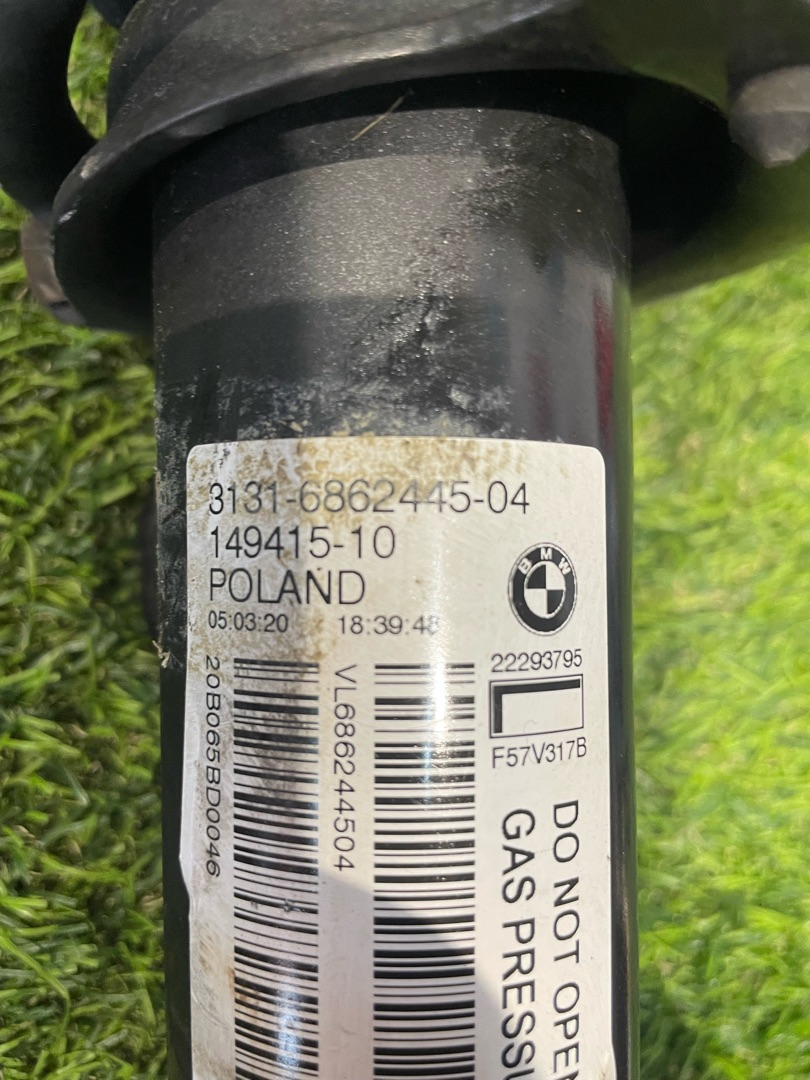 3131-6862445-04
149415-10
POLAND
05:03:20 18:39:48
BMW
22293795
F57V317B
20B065BD0046
VL686244504
DO NOT OPEN
GAS PRESSU